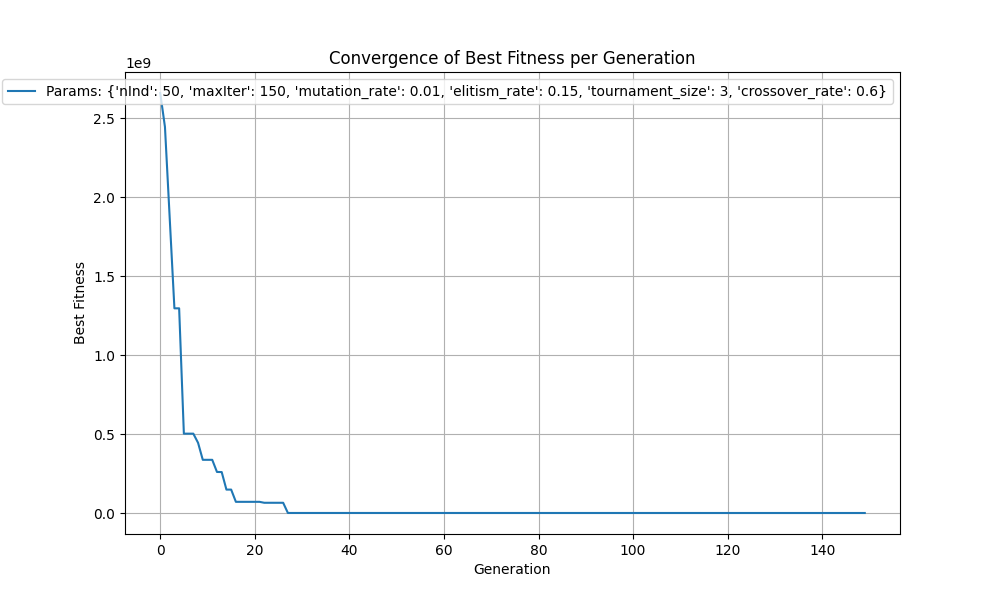 Convergence of Best Fitness per Generation
1e9
Params: {'nInd': 50, 'maxIter': 150, 'mutation_rate': 0.01, 'elitism_rate': 0.15, 'tournament_size': 3, 'crossover_rate': 0.6}
2.5
2.0
1.5
1.0
0.5
0.0
Best Fitness
0 20 40 60 80 100 120 140
Generation